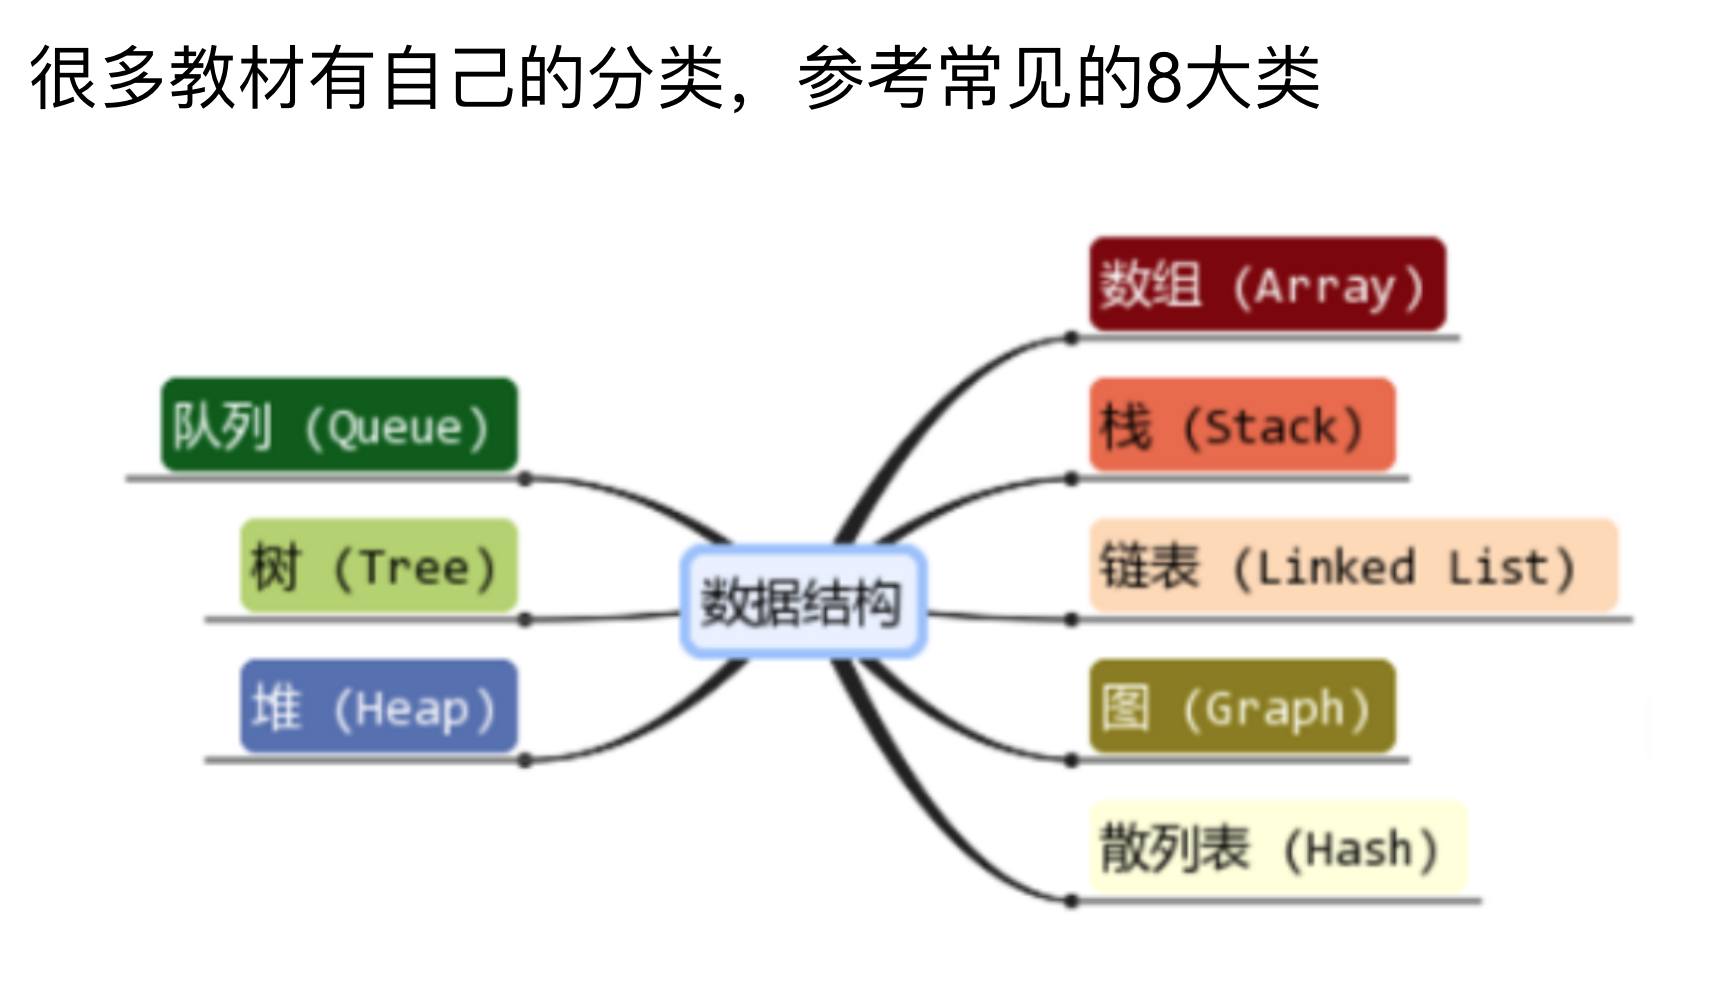 很多教材有自己的分类，参考常见的8大类
数组 (Array)
队列 (Queue)
栈 (Stack)
树 (Tree)
链表 (Linked List)
数据结构
堆 (Heap)
图 (Graph)
散列表 (Hash)